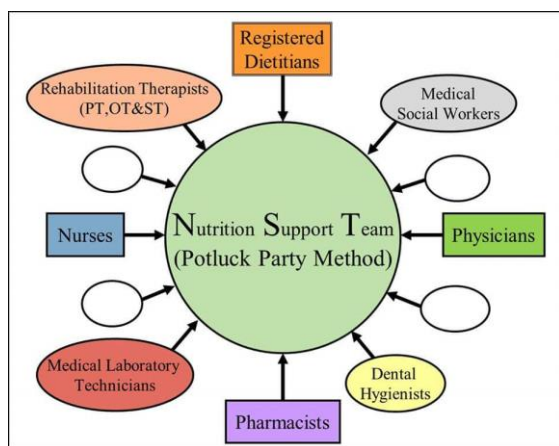 Registered
Dietitians
Rehabilitation Therapists
(PT,OT&ST)
Medical
Social Workers
Nurses
Nutrition Support Team
(Potluck Party Method)
Physicians
Medical Laboratory
Technicians
Dental
Hygienists
Pharmacists